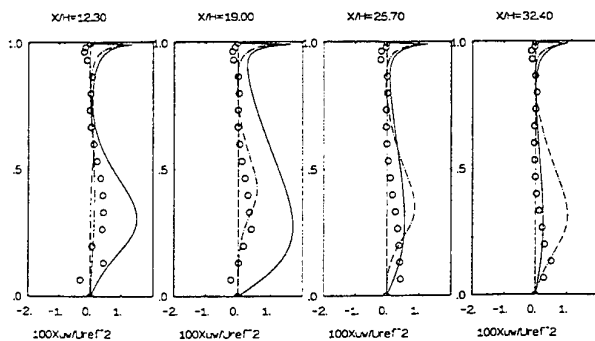 X/H=12.30 X/H=19.00 X/H=25.70 X/H=32.40
1.0 1.0 1.0 1.0
.5 .5 .5 .5
.0 .0 .0 .0
-2. -1. 0. 1. -2. -1. 0. 1. -2. -1. 0. 1. -2. -1. 0. 1.
100Xuw/Uref^2 100Xuw/Uref^2 100Xuw/Uref^2 100Xuw/Uref^2